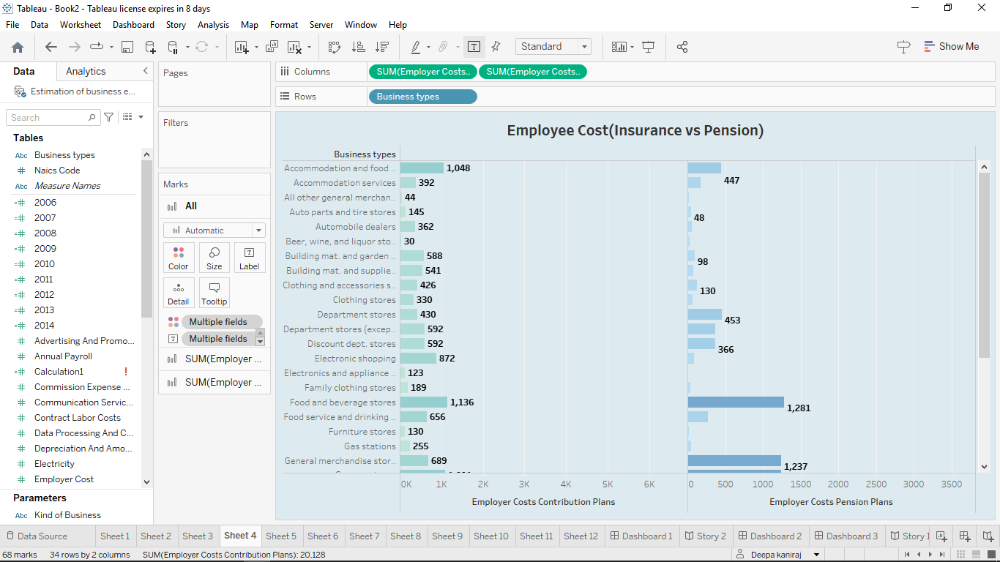 Tableau - Book2 - Tableau license expires in 8 days
File Data Worksheet Dashboard Story Analysis Map Format Server Window Help
Standard Show Me
Data Analytics
Estimation of business e...
Search
Tables
Abc Business types
Naics Code
Abc Measure Names
2006
2007
2008
2009
2010
2011
2012
2013
2014
Advertising And Promo...
Annual Payroll
Calculation1 !
Commission Expense ...
Communication Servic...
Contract Labor Costs
Data Processing And C...
Depreciation And Amo...
Electricity
Employer Cost
Parameters
Abc Kind of Business
Pages
Filters
Marks
All
Automatic
Color Size Label
Detail Tooltip
Multiple fields
Multiple fields
SUM(Employer ...
SUM(Employer ...
Columns SUM(Employer Costs.. SUM(Employer Costs..
Rows Business types
Employee Cost(Insurance vs Pension)
Business types
Accommodation and food .. 1,048
Accommodation services 392 447
All other general merchan.. 44
Auto parts and tire stores 145 48
Automobile dealers 362
Beer, wine, and liquor sto.. 30
Building mat. and garden .. 588 98
Building mat. and supplie.. 541
Clothing and accessories s.. 426 130
Clothing stores 330
Department stores 430 453
Department stores (excep.. 592
Discount dept. stores 592 366
Electronic shopping 872
Electronics and appliance .. 123
Family clothing stores 189
Food and beverage stores 1,136 1,281
Food service and drinking .. 656
Furniture stores 130
Gas stations 255
General merchandise stor.. 689 1,237
0K 1K 2K 3K 4K 5K 6K 0 500 1000 1500 2000 2500 3000 3500
Employer Costs Contribution Plans Employer Costs Pension Plans
Data Source Sheet 1 Sheet 2 Sheet 3 Sheet 4 Sheet 5 Sheet 6 Sheet 7 Sheet 8 Sheet 9 Sheet 10 Sheet 11 Sheet 12 Dashboard 1 Story 2 Dashboard 2 Dashboard 3 Story 1
68 marks 34 rows by 2 columns SUM(Employer Costs Contribution Plans): 20,128 Deepa kaniraj